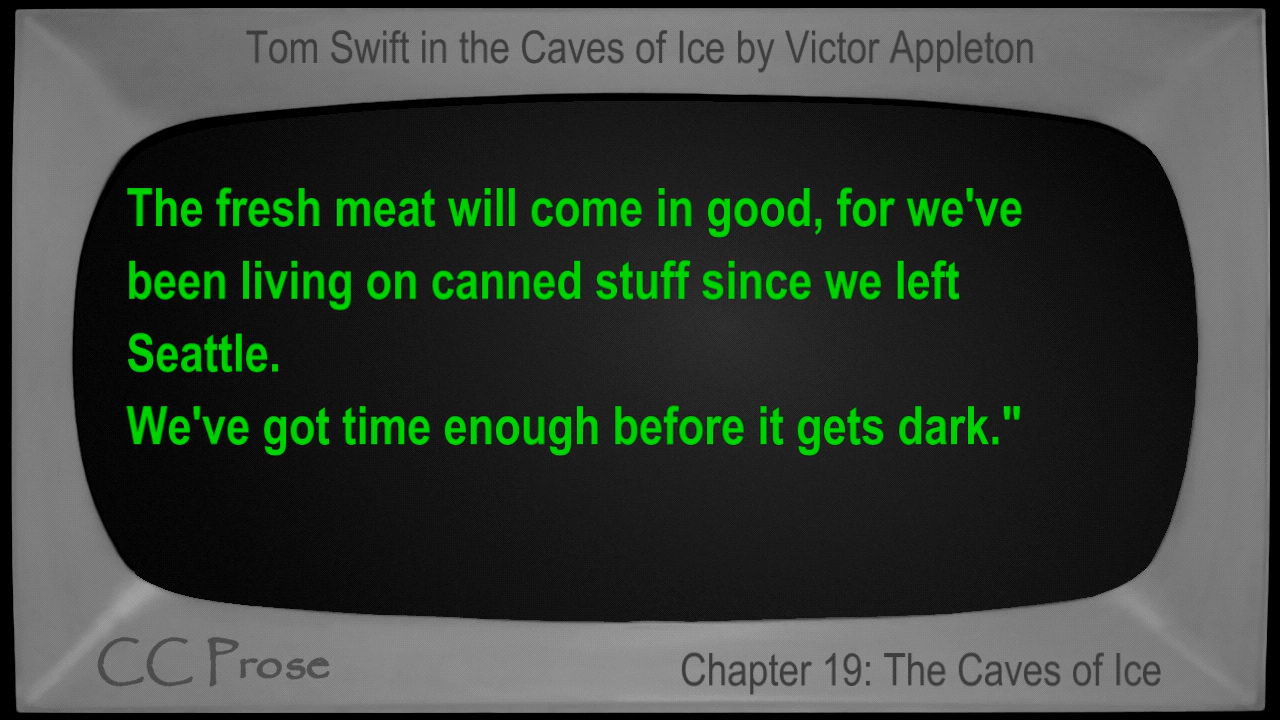 Tom Swift in the Caves of Ice by Victor Appleton
The fresh meat will come in good, for we've
been living on canned stuff since we left
Seattle.
We've got time enough before it gets dark."
CC Prose
Chapter 19: The Caves of Ice